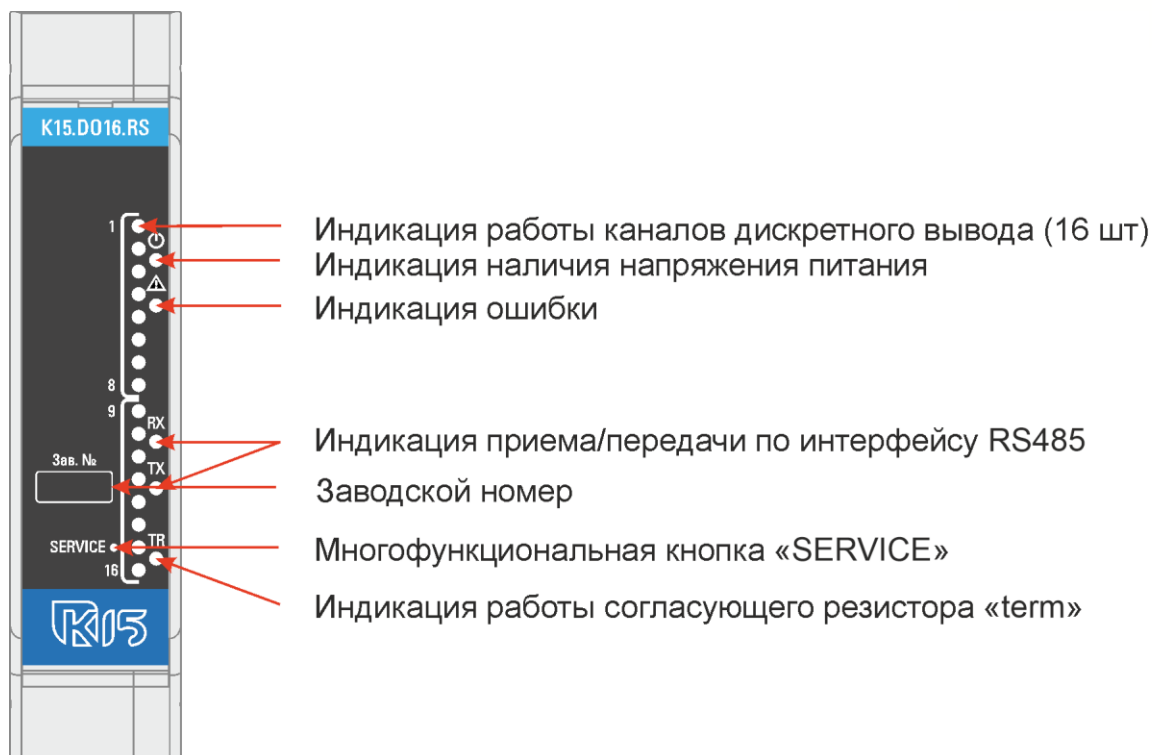 K15.DO16.RS
1
Индикация работы каналов дискретного вывода (16 шт)
Индикация наличия напряжения питания
Индикация ошибки
8
9
RX
Индикация приема/передачи по интерфейсу RS485
Зав. №
TX
Заводской номер
SERVICE
TR
Многофункциональная кнопка «SERVICE»
16
Индикация работы согласующего резистора «term»
K15